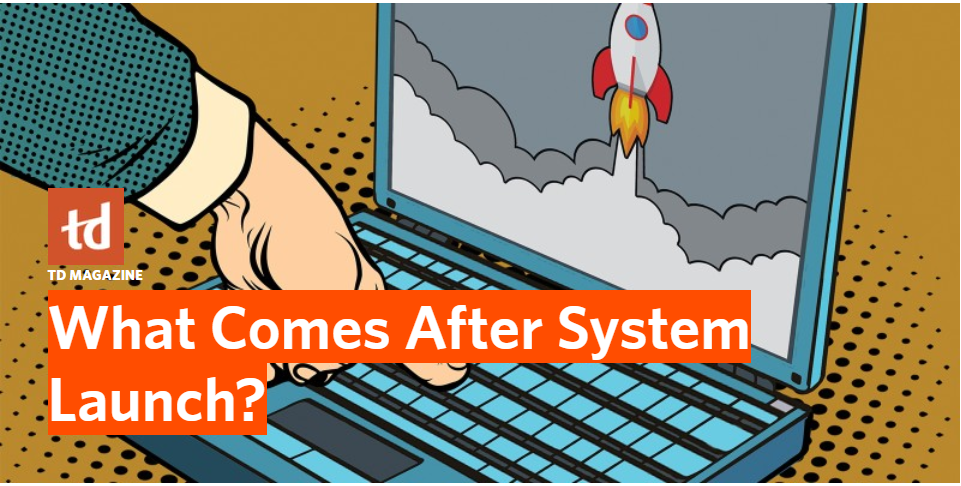 td
TD MAGAZINE
What Comes After System
Launch?